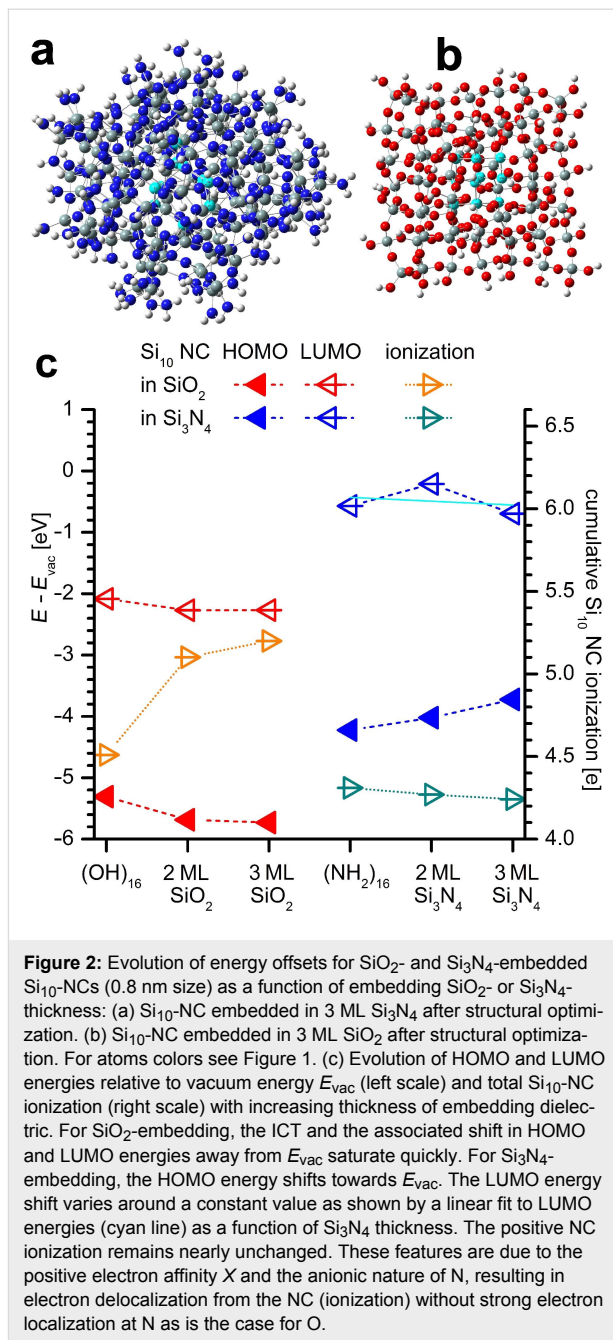 a
b
c
Si₁₀ NC HOMO LUMO ionization
in SiO₂
in Si₃N₄
1
0
−1
−2
−3
−4
−5
−6
E - E_vac [eV]
6.5
6.0
5.5
5.0
4.5
4.0
cumulative Si₁₀ NC ionization [e]
(OH)₁₆
2 ML SiO₂
3 ML SiO₂
(NH₂)₁₆
2 ML Si₃N₄
3 ML Si₃N₄
Figure 2: Evolution of energy offsets for SiO₂- and Si₃N₄-embedded
Si₁₀-NCs (0.8 nm size) as a function of embedding SiO₂- or Si₃N₄-
thickness: (a) Si₁₀-NC embedded in 3 ML Si₃N₄ after structural optimi-
zation. (b) Si₁₀-NC embedded in 3 ML SiO₂ after structural optimiza-
tion. For atoms colors see Figure 1. (c) Evolution of HOMO and LUMO
energies relative to vacuum energy E_vac (left scale) and total Si₁₀-NC
ionization (right scale) with increasing thickness of embedding dielec-
tric. For SiO₂-embedding, the ICT and the associated shift in HOMO
and LUMO energies away from E_vac saturate quickly. For Si₃N₄-
embedding, the HOMO energy shifts towards E_vac. The LUMO energy
shift varies around a constant value as shown by a linear fit to LUMO
energies (cyan line) as a function of Si₃N₄ thickness. The positive NC
ionization remains nearly unchanged. These features are due to the
positive electron affinity X and the anionic nature of N, resulting in
electron delocalization from the NC (ionization) without strong electron
localization at N as is the case for O.